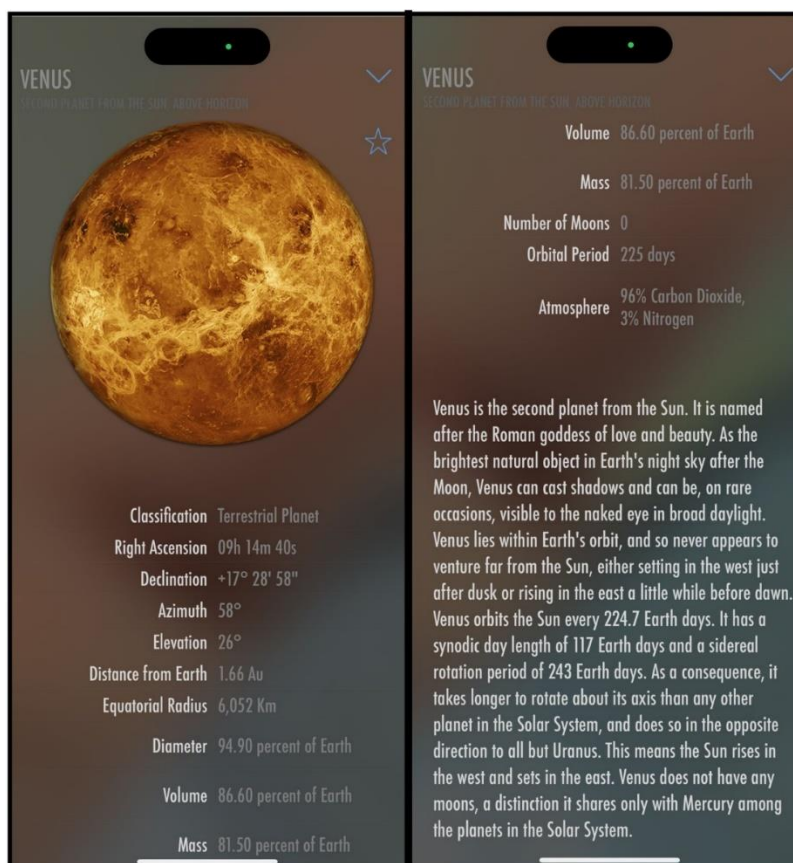 VENUS
SECOND PLANET FROM THE SUN. ABOVE HORIZON
Classification Terrestrial Planet
Right Ascension 09h 14m 40s
Declination +17° 28' 58"
Azimuth 58°
Elevation 26°
Distance from Earth 1.66 Au
Equatorial Radius 6,052 Km
Diameter 94.90 percent of Earth
Volume 86.60 percent of Earth
Mass 81.50 percent of Earth
VENUS
SECOND PLANET FROM THE SUN. ABOVE HORIZON
Volume 86.60 percent of Earth
Mass 81.50 percent of Earth
Number of Moons 0
Orbital Period 225 days
Atmosphere 96% Carbon Dioxide,
3% Nitrogen
Venus is the second planet from the Sun. It is named
after the Roman goddess of love and beauty. As the
brightest natural object in Earth's night sky after the
Moon, Venus can cast shadows and can be, on rare
occasions, visible to the naked eye in broad daylight.
Venus lies within Earth's orbit, and so never appears to
venture far from the Sun, either setting in the west just
after dusk or rising in the east a little while before dawn.
Venus orbits the Sun every 224.7 Earth days. It has a
synodic day length of 117 Earth days and a sidereal
rotation period of 243 Earth days. As a consequence, it
takes longer to rotate about its axis than any other
planet in the Solar System, and does so in the opposite
direction to all but Uranus. This means the Sun rises in
the west and sets in the east. Venus does not have any
moons, a distinction it shares only with Mercury among
the planets in the Solar System.